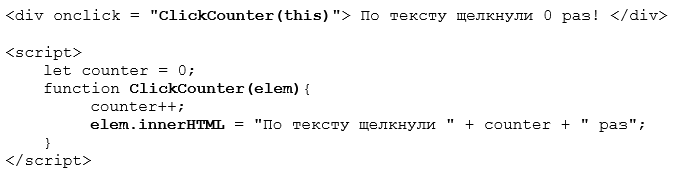 <div onclick = "ClickCounter(this)"> По тексту щелкнули 0 раз! </div>
<script>
let counter = 0;
function ClickCounter(elem){
counter++;
elem.innerHTML = "По тексту щелкнули " + counter + " раз";
}
</script>